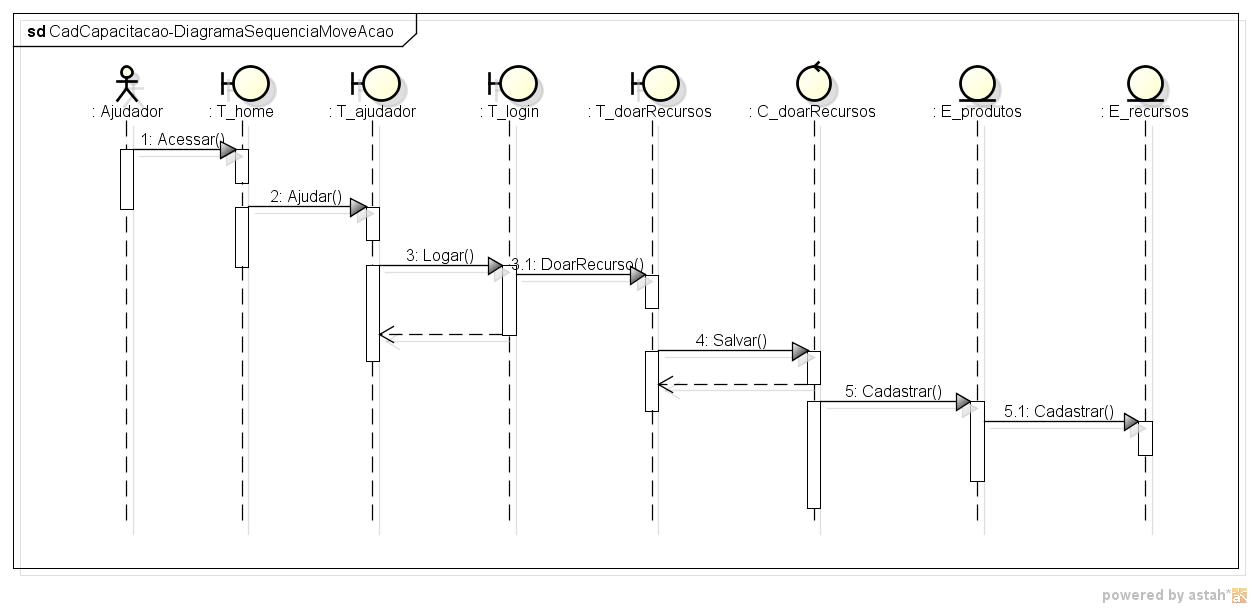 sd CadCapacitacao-DiagramaSequenciaMoveAcao
: Ajudador
: T_home
: T_ajudador
: T_login
: T_doarRecursos
: C_doarRecursos
: E_produtos
: E_recursos
1: Acessar()
2: Ajudar()
3: Logar()
3.1: DoarRecurso()
4: Salvar()
5: Cadastrar()
5.1: Cadastrar()
powered by astah*